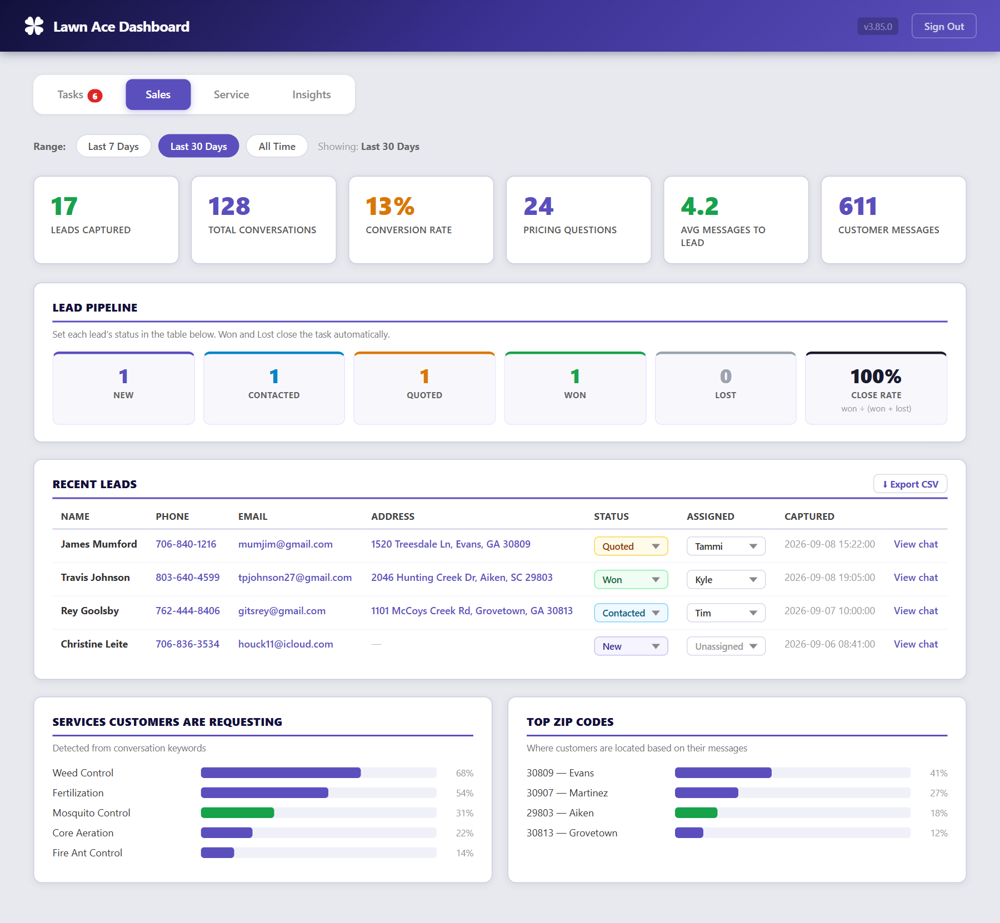 Lawn Ace Dashboard
v3.85.0
Sign Out
Tasks 6
Sales
Service
Insights
Range:
Last 7 Days
Last 30 Days
All Time
Showing: Last 30 Days
17
LEADS CAPTURED
128
TOTAL CONVERSATIONS
13%
CONVERSION RATE
24
PRICING QUESTIONS
4.2
AVG MESSAGES TO
LEAD
611
CUSTOMER MESSAGES
LEAD PIPELINE
Set each lead's status in the table below. Won and Lost close the task automatically.
1
NEW
1
CONTACTED
1
QUOTED
1
WON
0
LOST
100%
CLOSE RATE
won ÷ (won + lost)
RECENT LEADS
⬇ Export CSV
NAME PHONE EMAIL ADDRESS STATUS ASSIGNED CAPTURED
James Mumford 706-840-1216 mumjim@gmail.com 1520 Treesdale Ln, Evans, GA 30809 Quoted Tammi 2026-09-08 15:22:00 View chat
Travis Johnson 803-640-4599 tpjohnson27@gmail.com 2046 Hunting Creek Dr, Aiken, SC 29803 Won Kyle 2026-09-08 19:05:00 View chat
Rey Goolsby 762-444-8406 gitsrey@gmail.com 1101 McCoys Creek Rd, Grovetown, GA 30813 Contacted Tim 2026-09-07 10:00:00 View chat
Christine Leite 706-836-3534 houck11@icloud.com — New Unassigned 2026-09-06 08:41:00 View chat
SERVICES CUSTOMERS ARE REQUESTING
Detected from conversation keywords
Weed Control 68%
Fertilization 54%
Mosquito Control 31%
Core Aeration 22%
Fire Ant Control 14%
TOP ZIP CODES
Where customers are located based on their messages
30809 — Evans 41%
30907 — Martinez 27%
29803 — Aiken 18%
30813 — Grovetown 12%